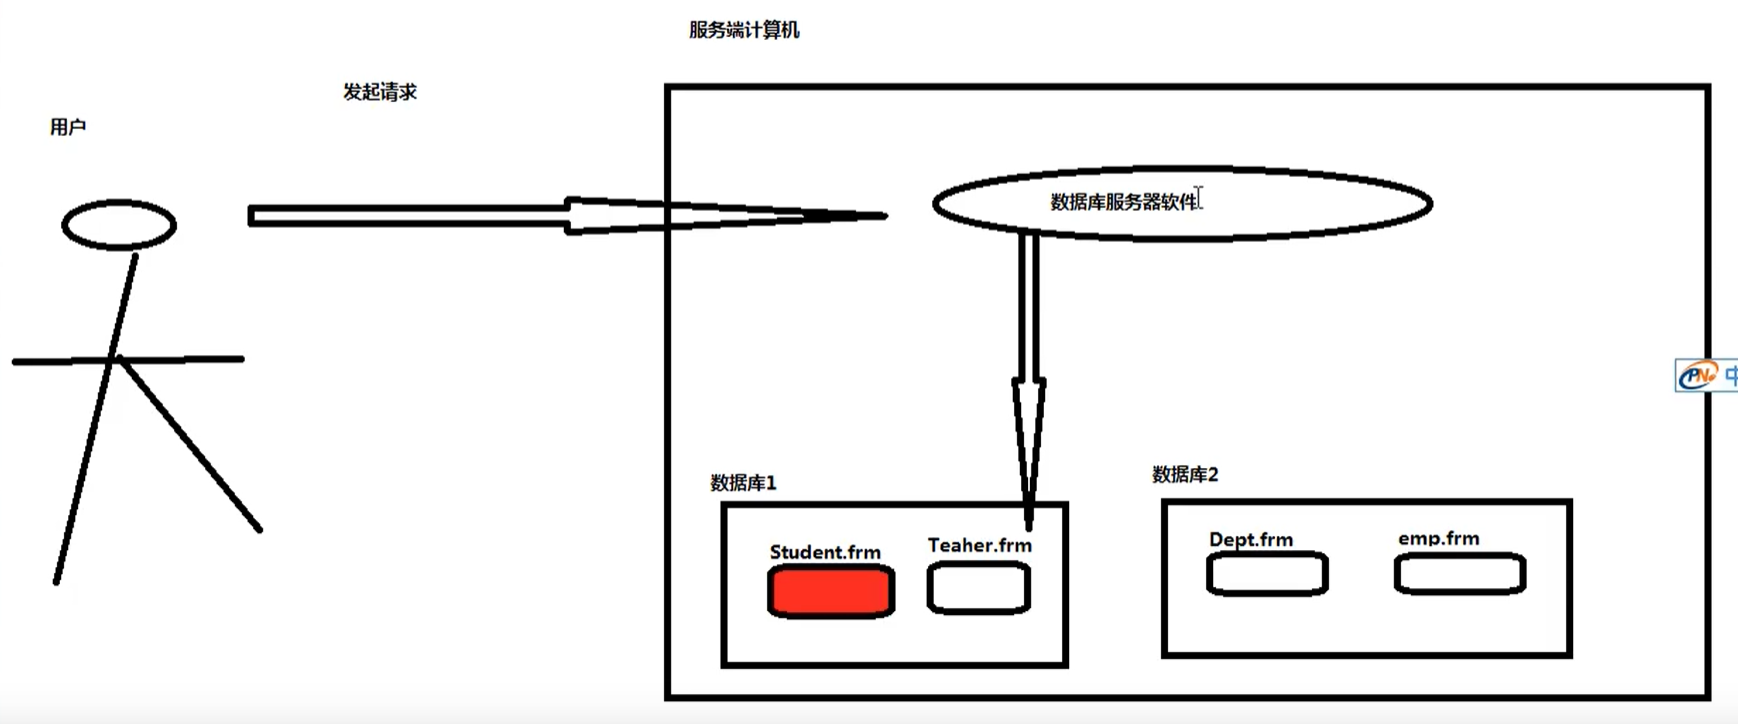 服务端计算机
发起请求
用户
数据库服务器软件
数据库1
数据库2
Student.frm
Teaher.frm
Dept.frm
emp.frm
PN 中